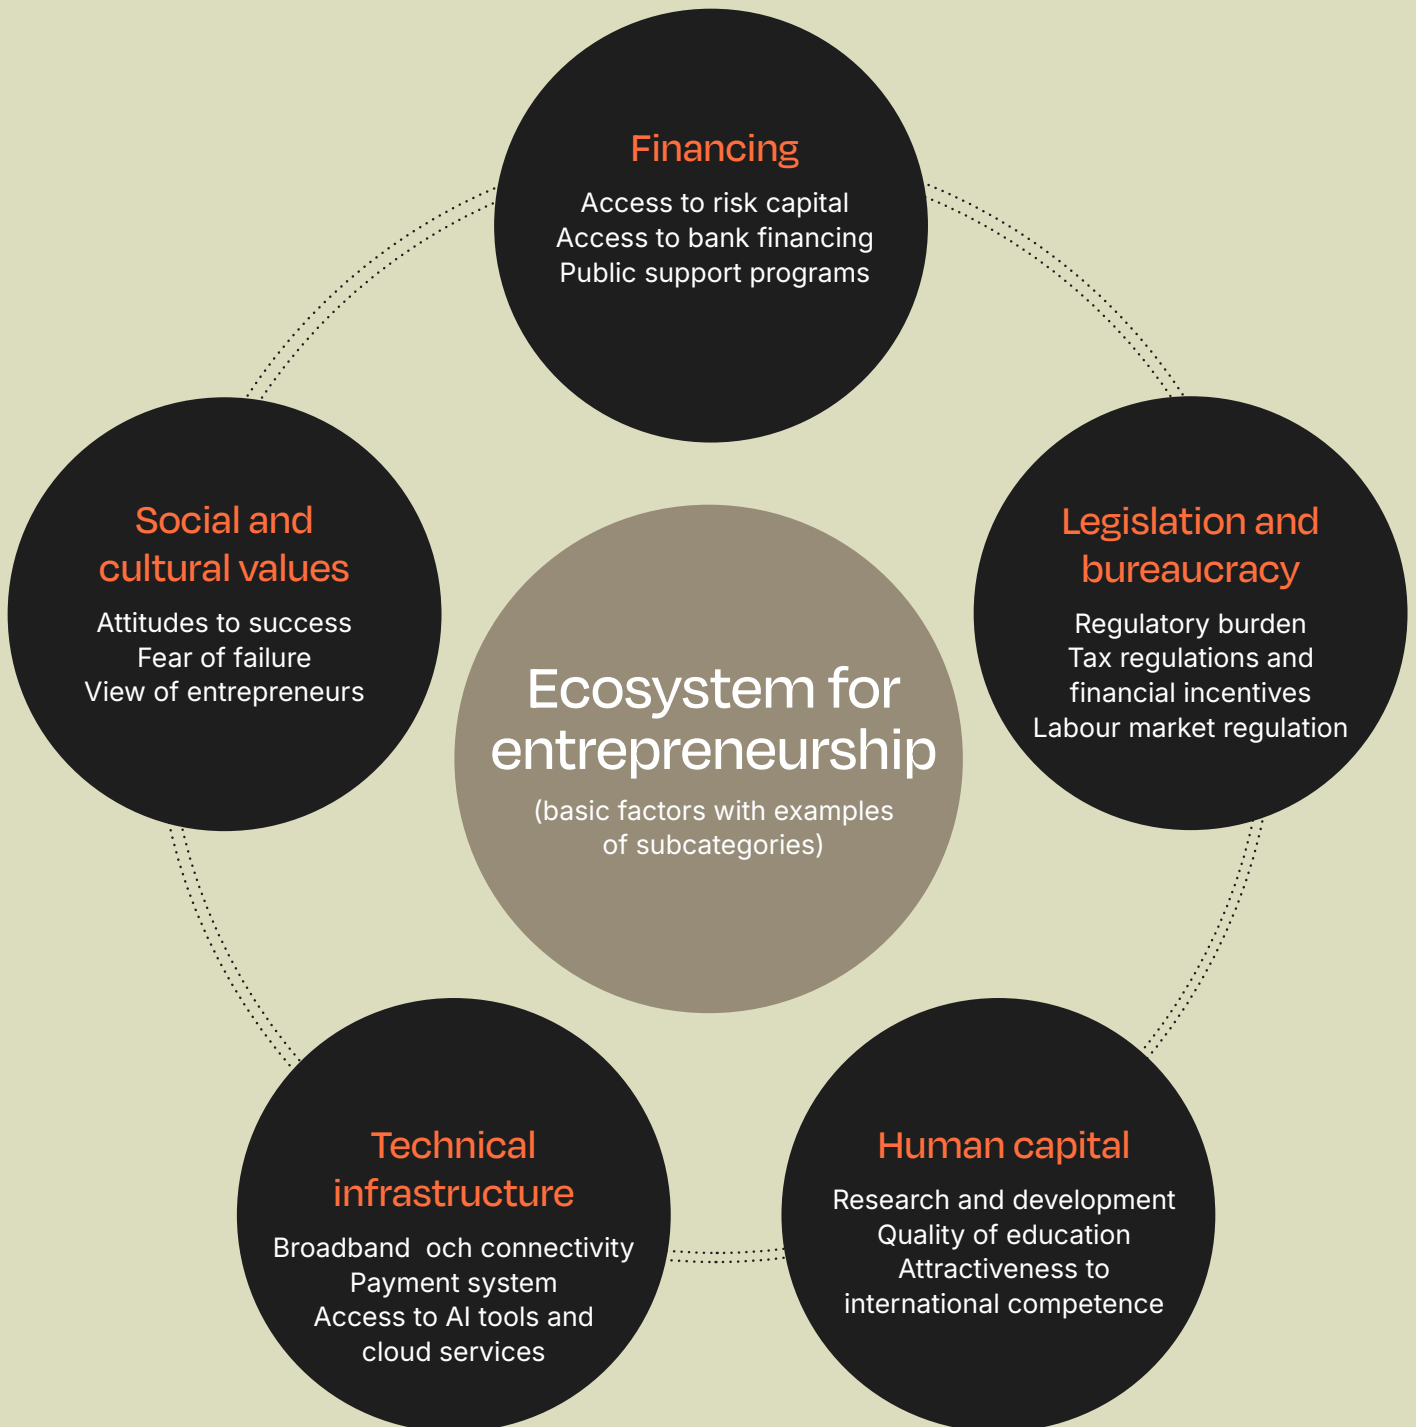 Financing
Access to risk capital
Access to bank financing
Public support programs
Social and
cultural values
Attitudes to success
Fear of failure
View of entrepreneurs
Legislation and
bureaucracy
Regulatory burden
Tax regulations and
financial incentives
Labour market regulation
Ecosystem for
entrepreneurship
(basic factors with examples
of subcategories)
Technical
infrastructure
Broadband  och connectivity
Payment system
Access to AI tools and
cloud services
Human capital
Research and development
Quality of education
Attractiveness to
international competence